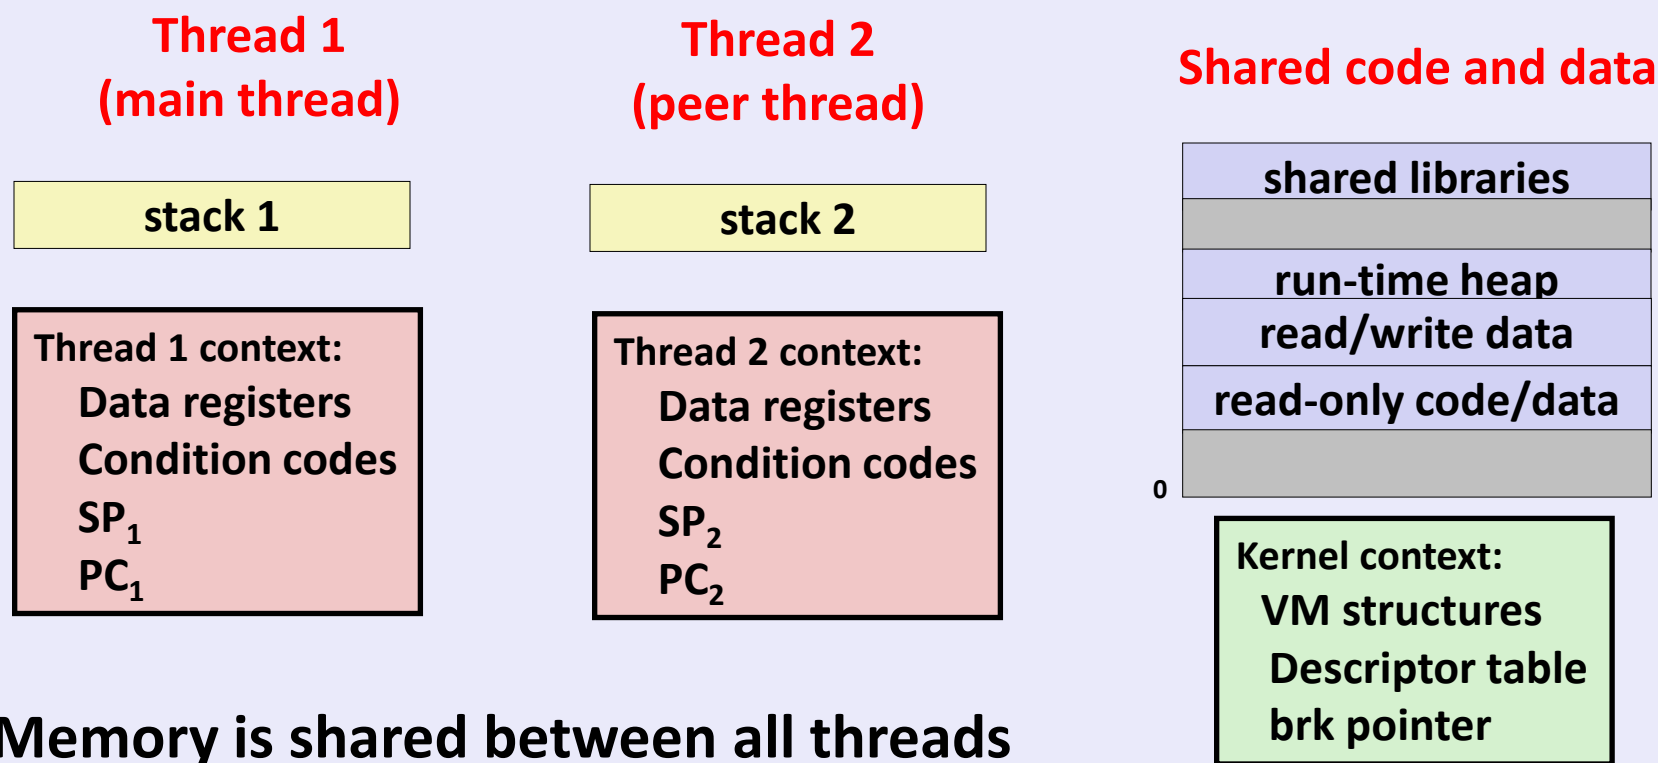 Thread 1
(main thread)
stack 1
Thread 1 context:
Data registers
Condition codes
SP1
PC1
Thread 2
(peer thread)
stack 2
Thread 2 context:
Data registers
Condition codes
SP2
PC2
Shared code and data
shared libraries
run-time heap
read/write data
read-only code/data
0
Kernel context:
VM structures
Descriptor table
brk pointer
Memory is shared between all threads